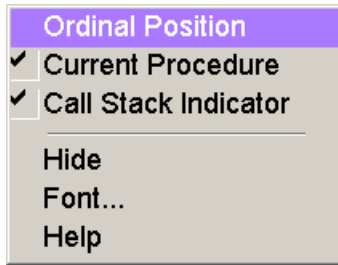 Ordinal Position
Current Procedure
Call Stack Indicator
Hide
Font...
Help